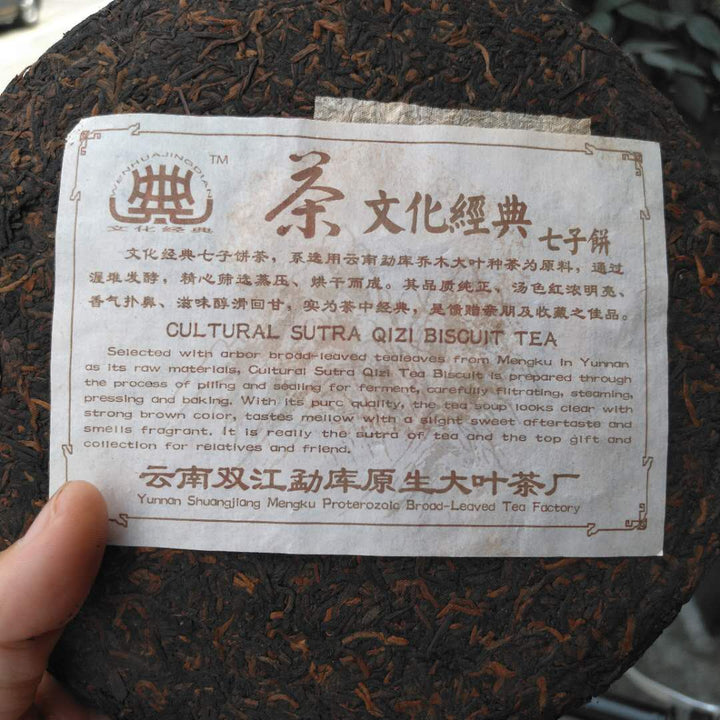 WENHUAJINGDIAN
TM
典
文化经典
茶 文化經典 七子餅
文化经典七子饼茶，系选用云南勐库乔木大叶种茶为原料，通过
渥堆发酵，精心筛选蒸压、烘干而成。其品质纯正、汤色红浓明亮、
香气扑鼻、滋味醇滑回甘，实为茶中经典，是馈赠亲朋及收藏之佳品。
CULTURAL SUTRA QIZI BISCUIT TEA
Selected with arbor broad-leaved tealeaves from Mengku in Yunnan
as its raw materials, Cultural Sutra Qizi Tea Biscuit is prepared through
the process of pilling and sealing for ferment, carefully filtrating, steaming,
pressing and baking. With its purc quality, the tea soup looks clear with
strong brown color, tastes mellow with a slight sweet aftertaste and
smells fragrant. It is really the sutra of tea and the top gift and
collection for relatives and friend.
云南双江勐库原生大叶茶厂
Yunnan Shuangjiang Mengku Proterozoic Broad-Leaved Tea Factory